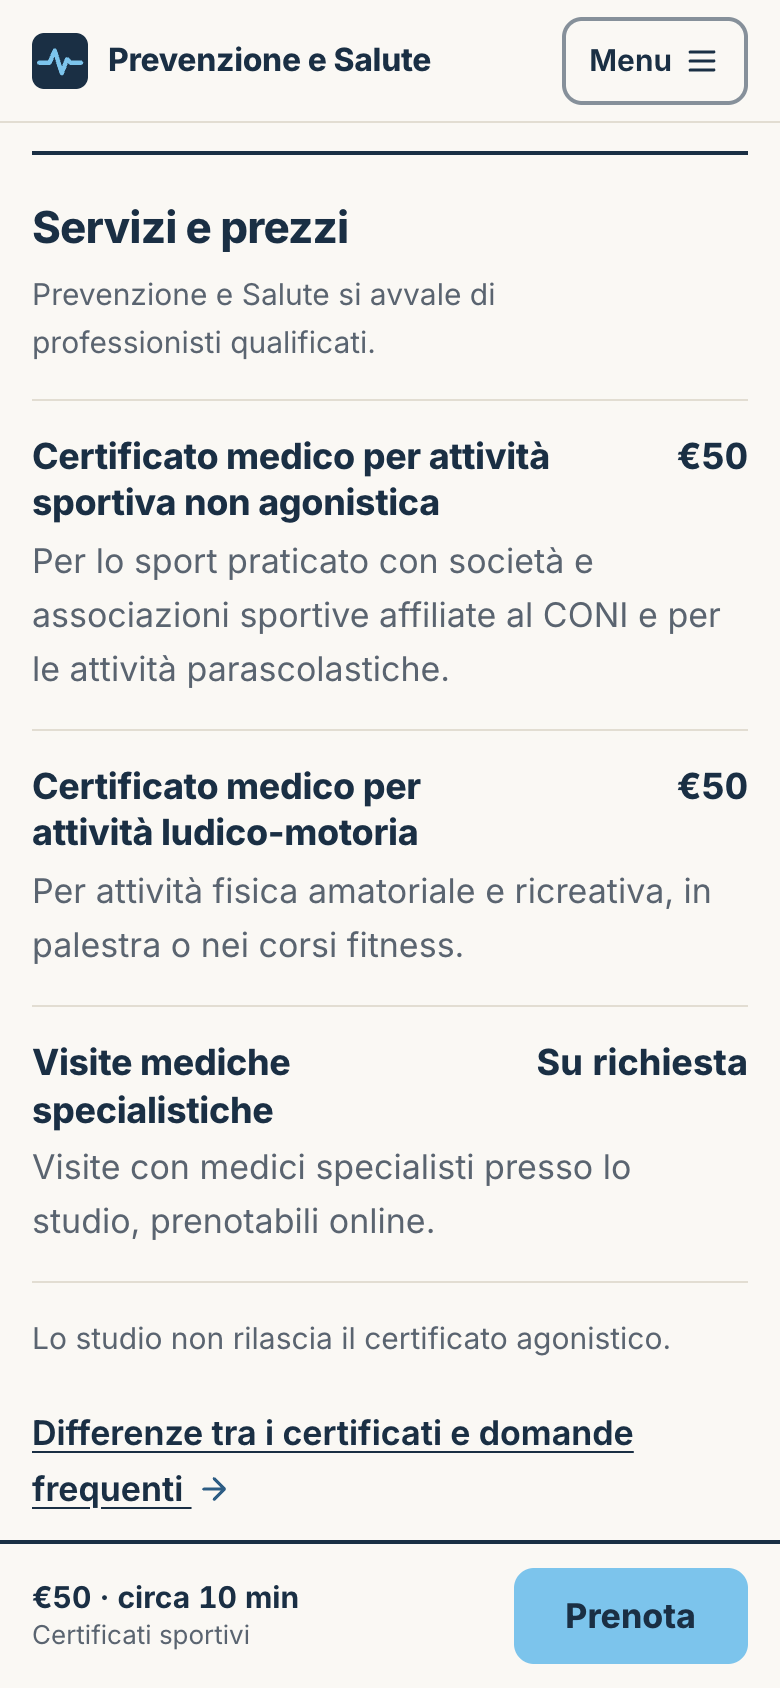 Prevenzione e Salute
Menu
Servizi e prezzi
Prevenzione e Salute si avvale di
professionisti qualificati.
Certificato medico per attività
sportiva non agonistica
€50
Per lo sport praticato con società e
associazioni sportive affiliate al CONI e per
le attività parascolastiche.
Certificato medico per
attività ludico-motoria
€50
Per attività fisica amatoriale e ricreativa, in
palestra o nei corsi fitness.
Visite mediche
specialistiche
Su richiesta
Visite con medici specialisti presso lo
studio, prenotabili online.
Lo studio non rilascia il certificato agonistico.
Differenze tra i certificati e domande
frequenti →
€50 · circa 10 min
Certificati sportivi
Prenota